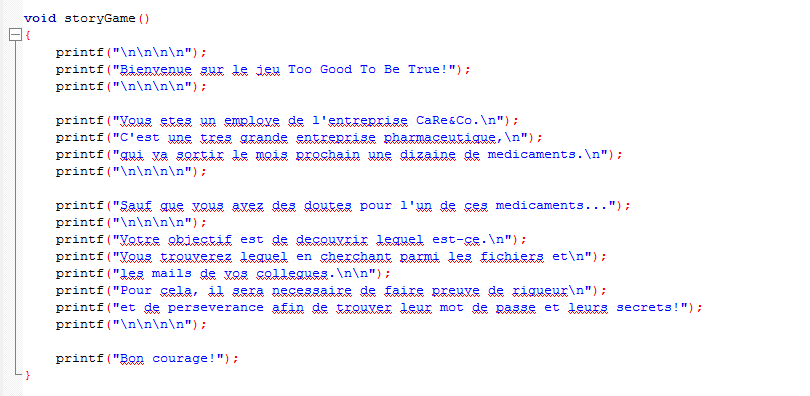 void storyGame()
{
printf("\n\n\n\n");
printf("Bienvenue sur le jeu Too Good To Be True!");
printf("\n\n\n\n");
printf("Vous etes un employe de l'entreprise CaRe&Co.\n");
printf("C'est une tres grande entreprise pharmaceutique,\n");
printf("qui va sortir le mois prochain une dizaine de medicaments.\n");
printf("\n\n\n\n");
printf("Sauf que vous avez des doutes pour l'un de ces medicaments...");
printf("\n\n\n\n");
printf("Votre objectif est de decouvrir lequel est-ce.\n");
printf("Vous trouverez lequel en cherchant parmi les fichiers et\n");
printf("les mails de vos collegues.\n\n");
printf("Pour cela, il sera necessaire de faire preuve de rigueur\n");
printf("et de perseverance afin de trouver leur mot de passe et leurs secrets!");
printf("\n\n\n\n");
printf("Bon courage!");
}